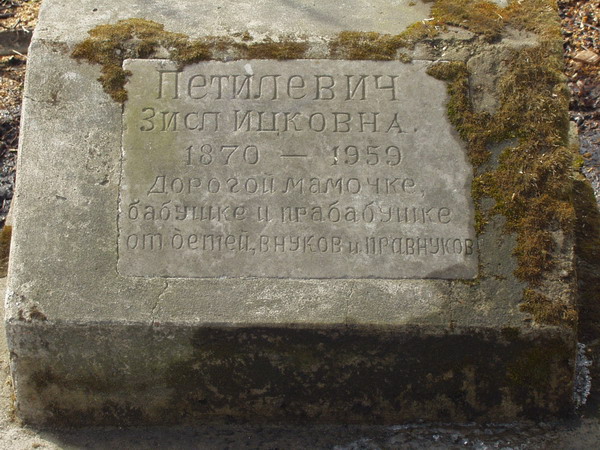 Петилевич
Зисл Ицковна.
1870 — 1959
Дорогой мамочке,
бабушке и прабабушке
от детей, внуков и правнуков